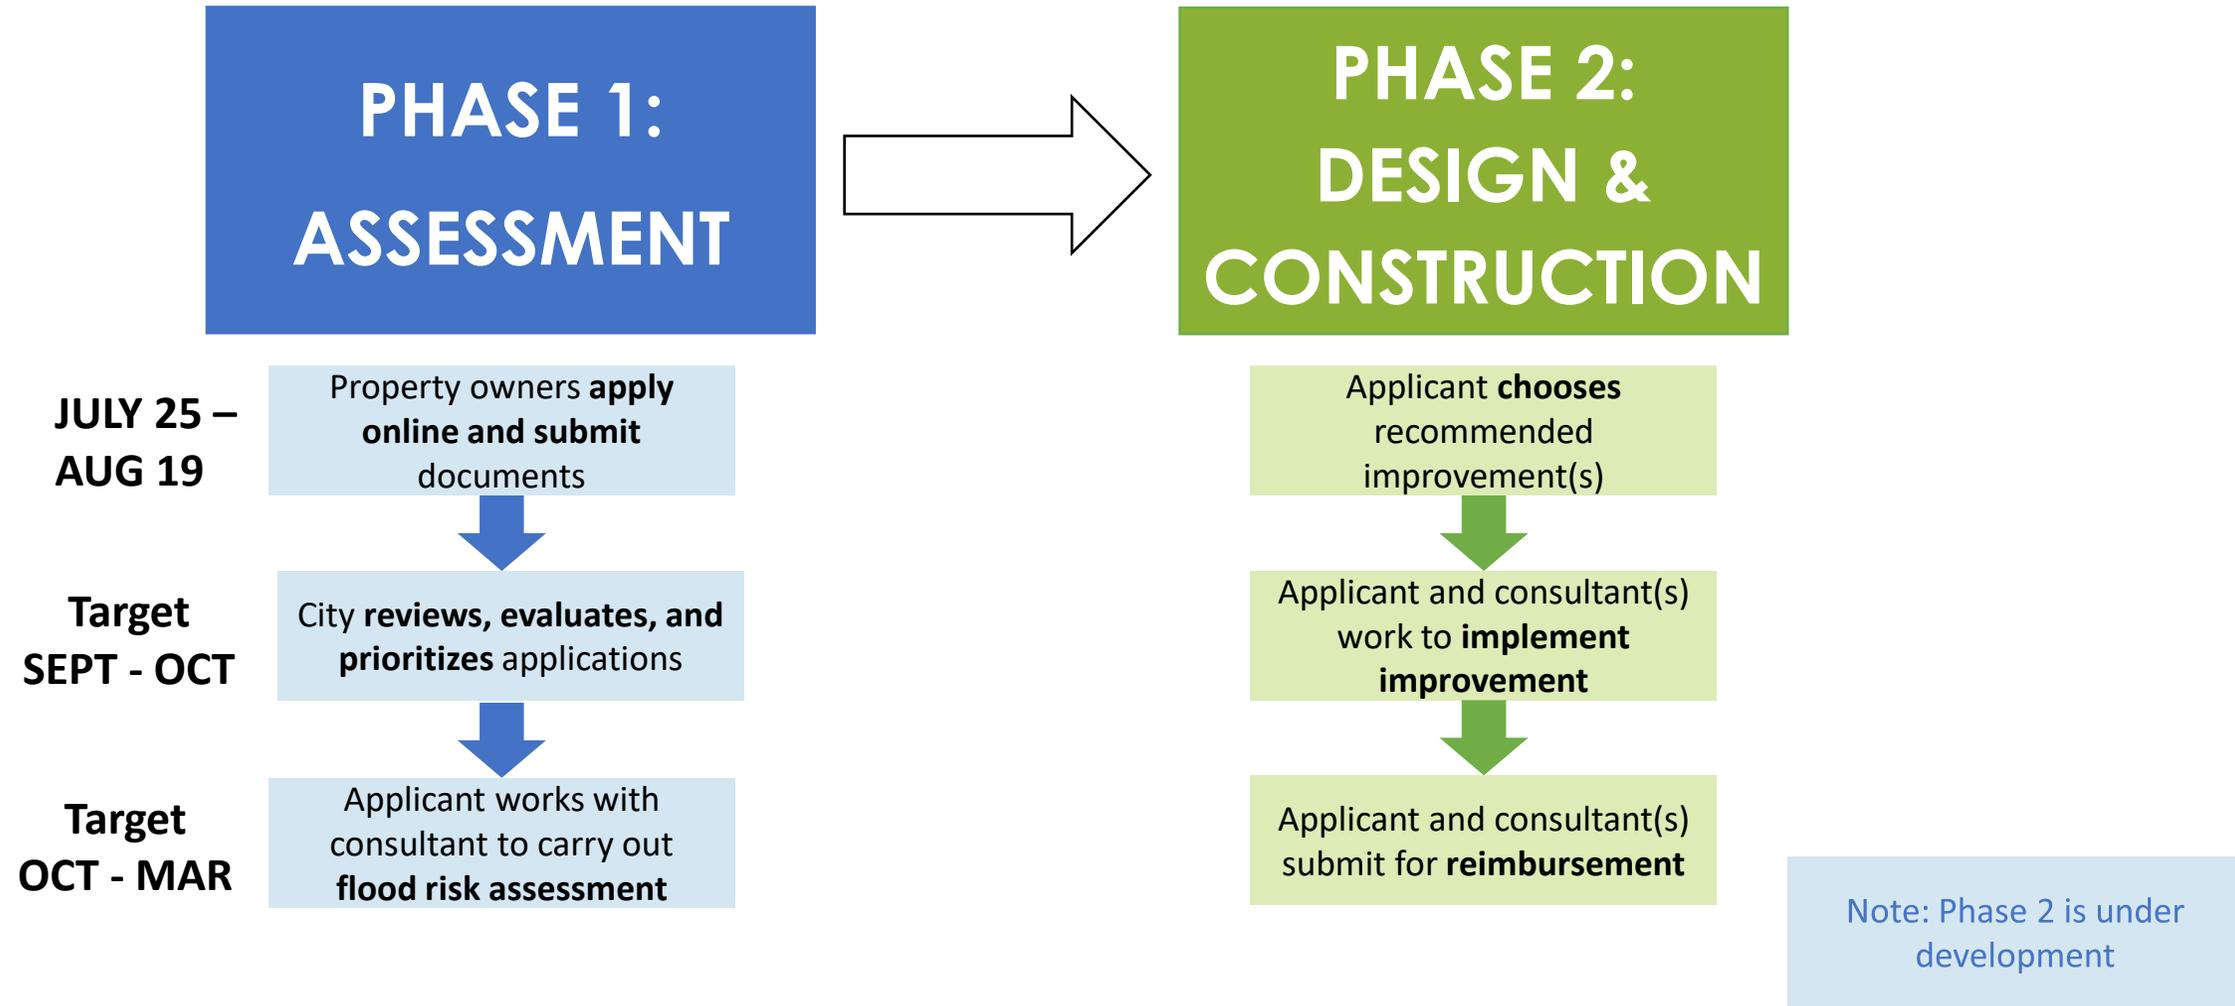 PHASE 1:
ASSESSMENT
PHASE 2:
DESIGN &
CONSTRUCTION
JULY 25 –
AUG 19
Property owners apply
online and submit
documents
Target
SEPT - OCT
City reviews, evaluates, and
prioritizes applications
Target
OCT - MAR
Applicant works with
consultant to carry out
flood risk assessment
Applicant chooses
recommended
improvement(s)
Applicant and consultant(s)
work to implement
improvement
Applicant and consultant(s)
submit for reimbursement
Note: Phase 2 is under
development